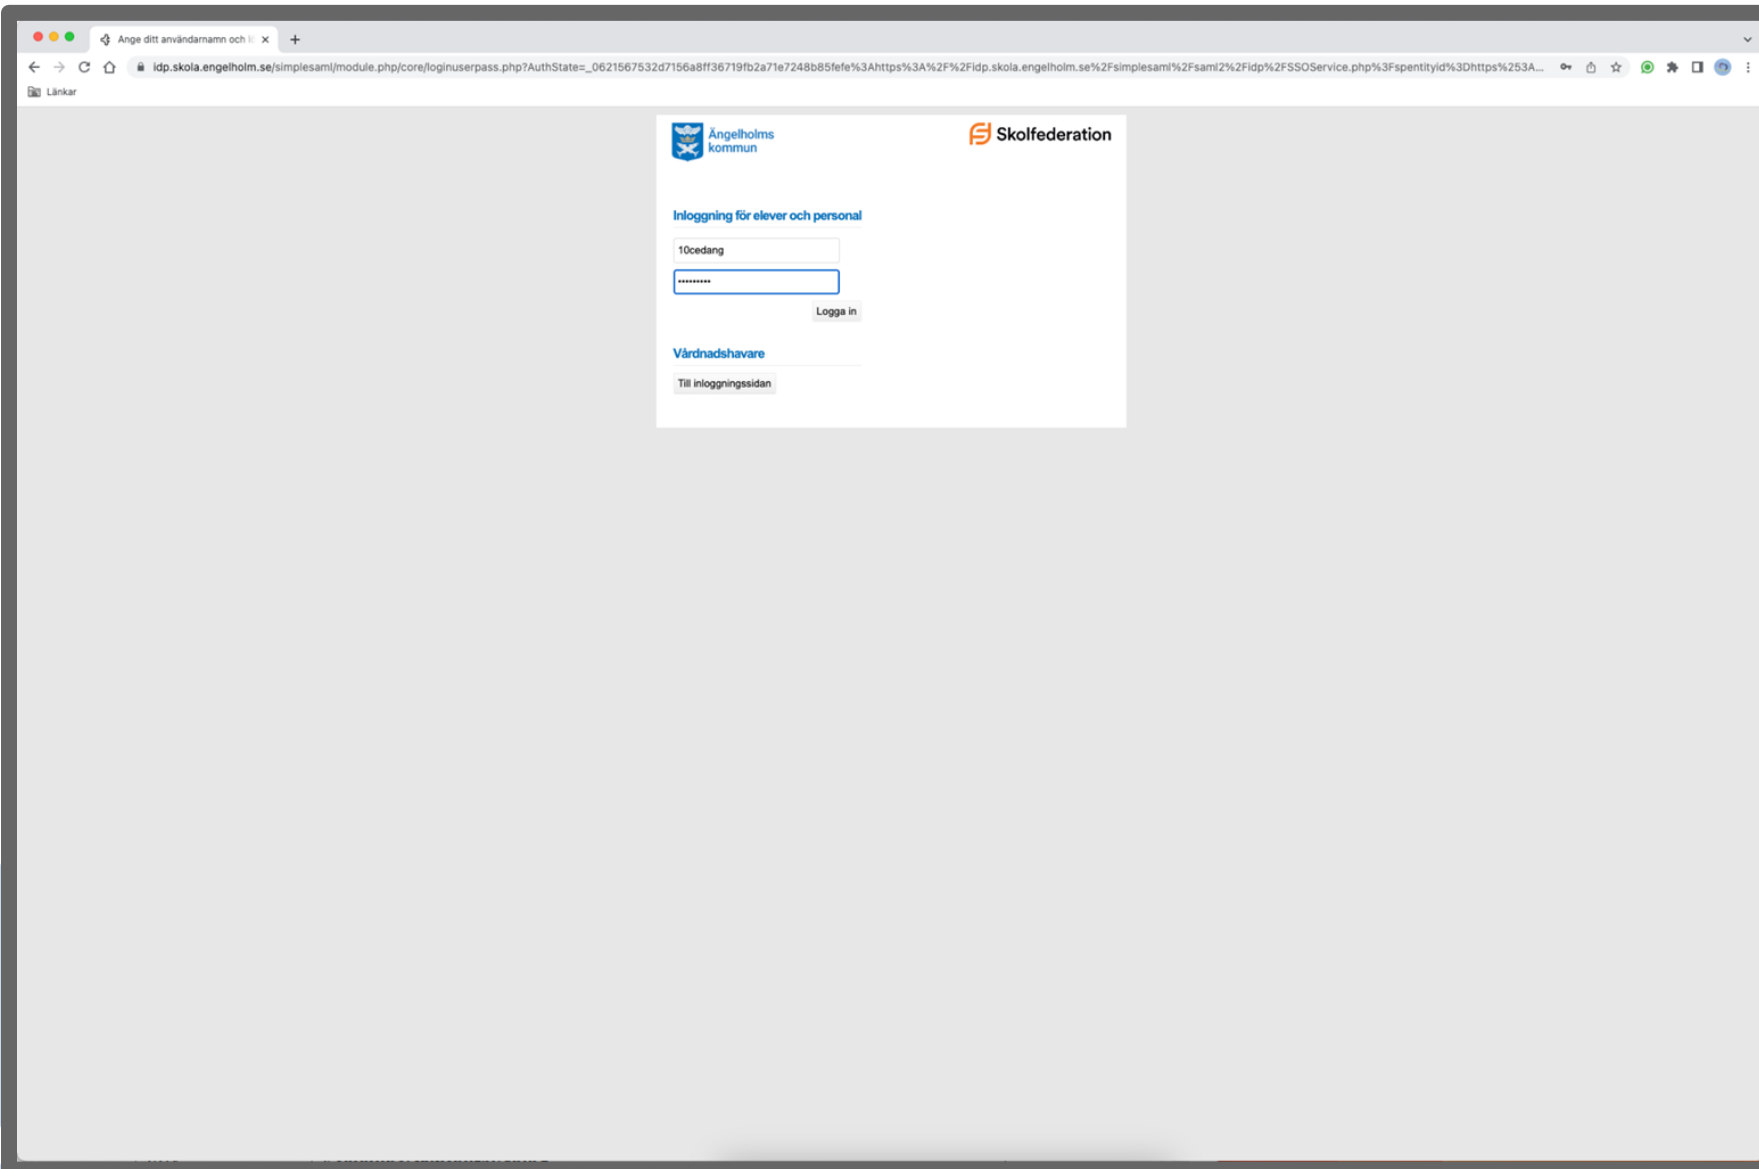 Ange ditt användarnamn och
idp.skola.engelholm.se/simplesaml/module.php/core/loginuserpass.php?AuthState=_0621567532d7156a8ff36719fb2a71e7248b85fefe%3Ahttps%3A%2F%2Fidp.skola.engelholm.se%2Fsimplesaml%2Fsaml2%2Fidp%2FSSOService.php%3Fspentityid%3Dhttps%253A...
Länkar
Ängelholms
kommun
Skolfederation
Inloggning för elever och personal
10cedang
•••••••••
Logga in
Vårdnadshavare
Till inloggningssidan